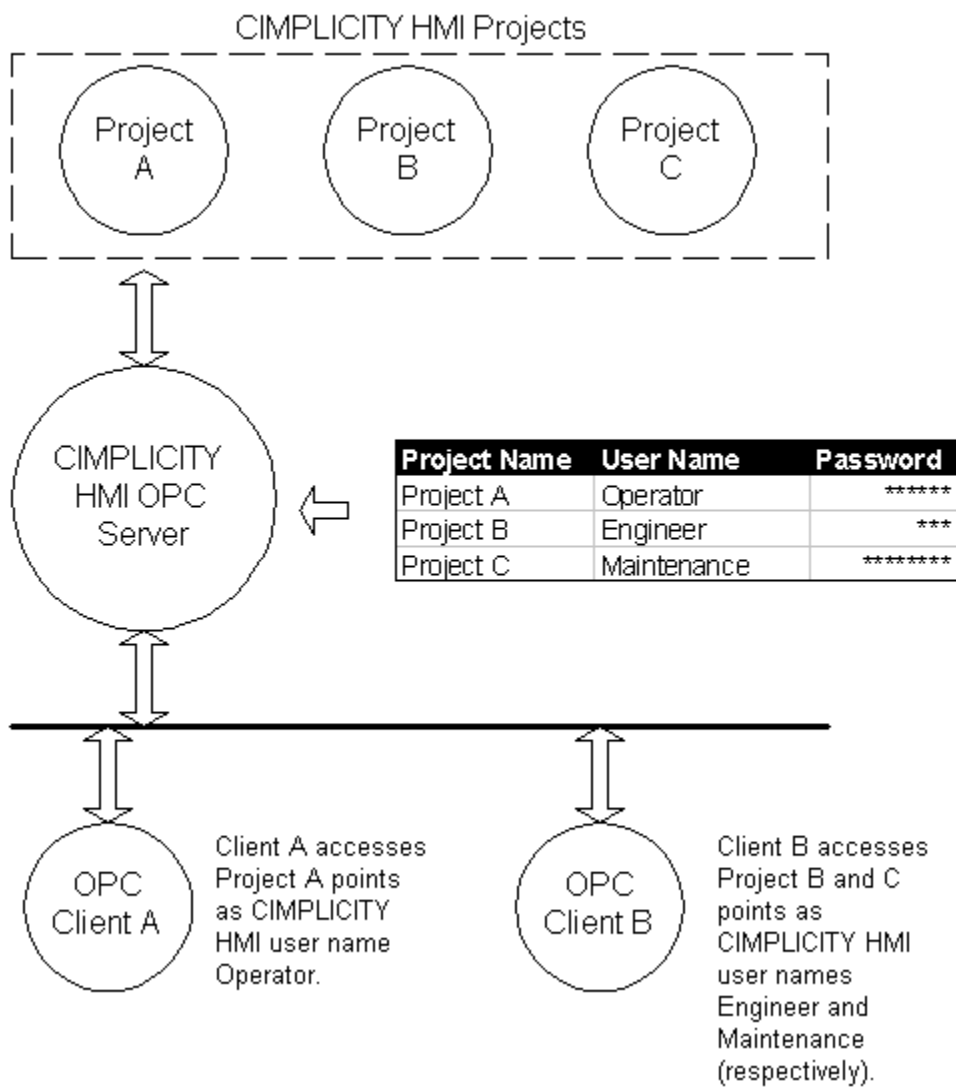 CIMPLICITY HMI Projects
Project
A
Project
B
Project
C
CIMPLICITY
HMI OPC
Server
Project Name User Name Password
Project A Operator ******
Project B Engineer ***
Project C Maintenance ********
OPC
Client A
Client A accesses
Project A points
as CIMPLICITY
HMI user name
Operator.
OPC
Client B
Client B accesses
Project B and C
points as
CIMPLICITY HMI
user names
Engineer and
Maintenance
(respectively).